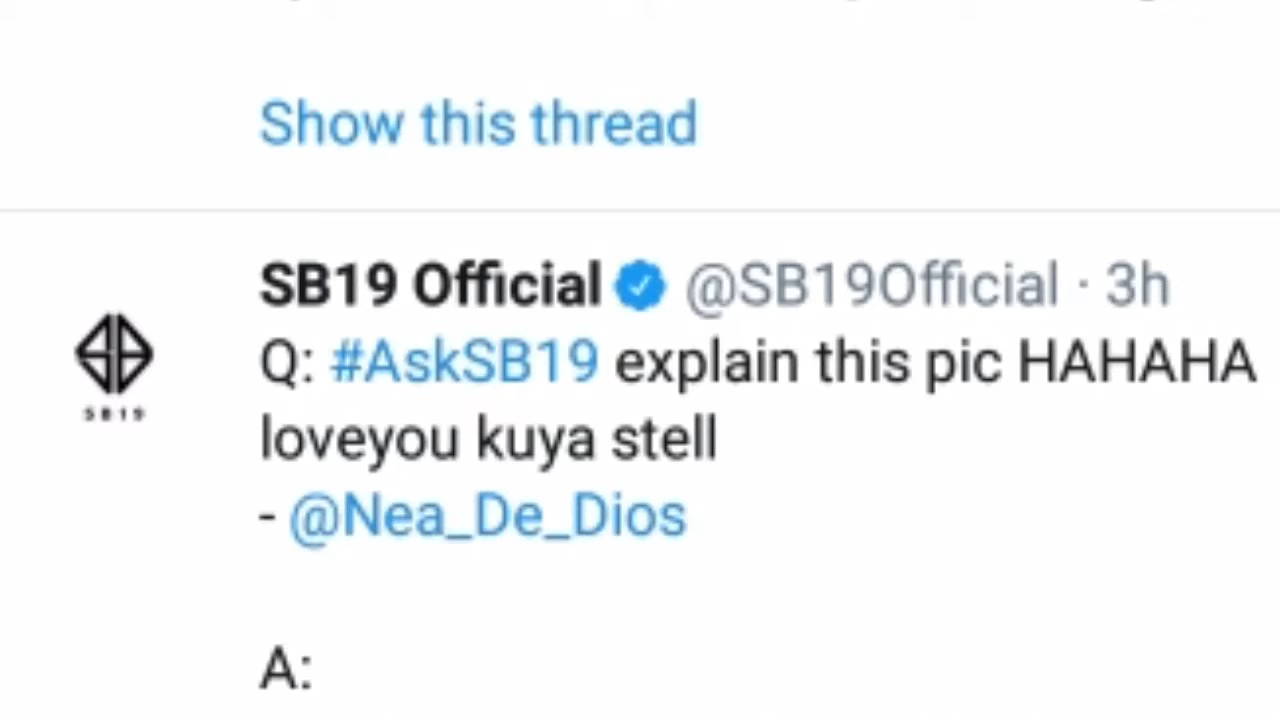 Show this thread
SB19 Official @SB19Official · 3h
Q: #AskSB19 explain this pic HAHAHA
loveyou kuya stell
- @Nea_De_Dios
SB19
A: